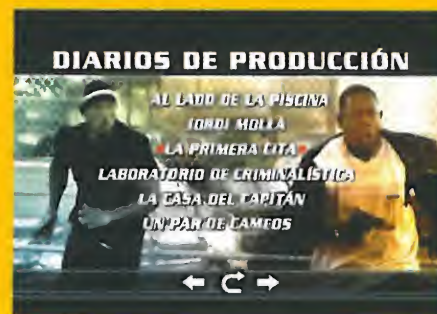 DIARIOS DE PRODUCCIÓN
AL LADO DE LA PISCINA
JORDI MOLLÁ
LA PRIMERA CITA
LABORATORIO DE CRIMINALÍSTICA
LA CASA DEL CAPITÁN
UN PAR DE CAMEOS